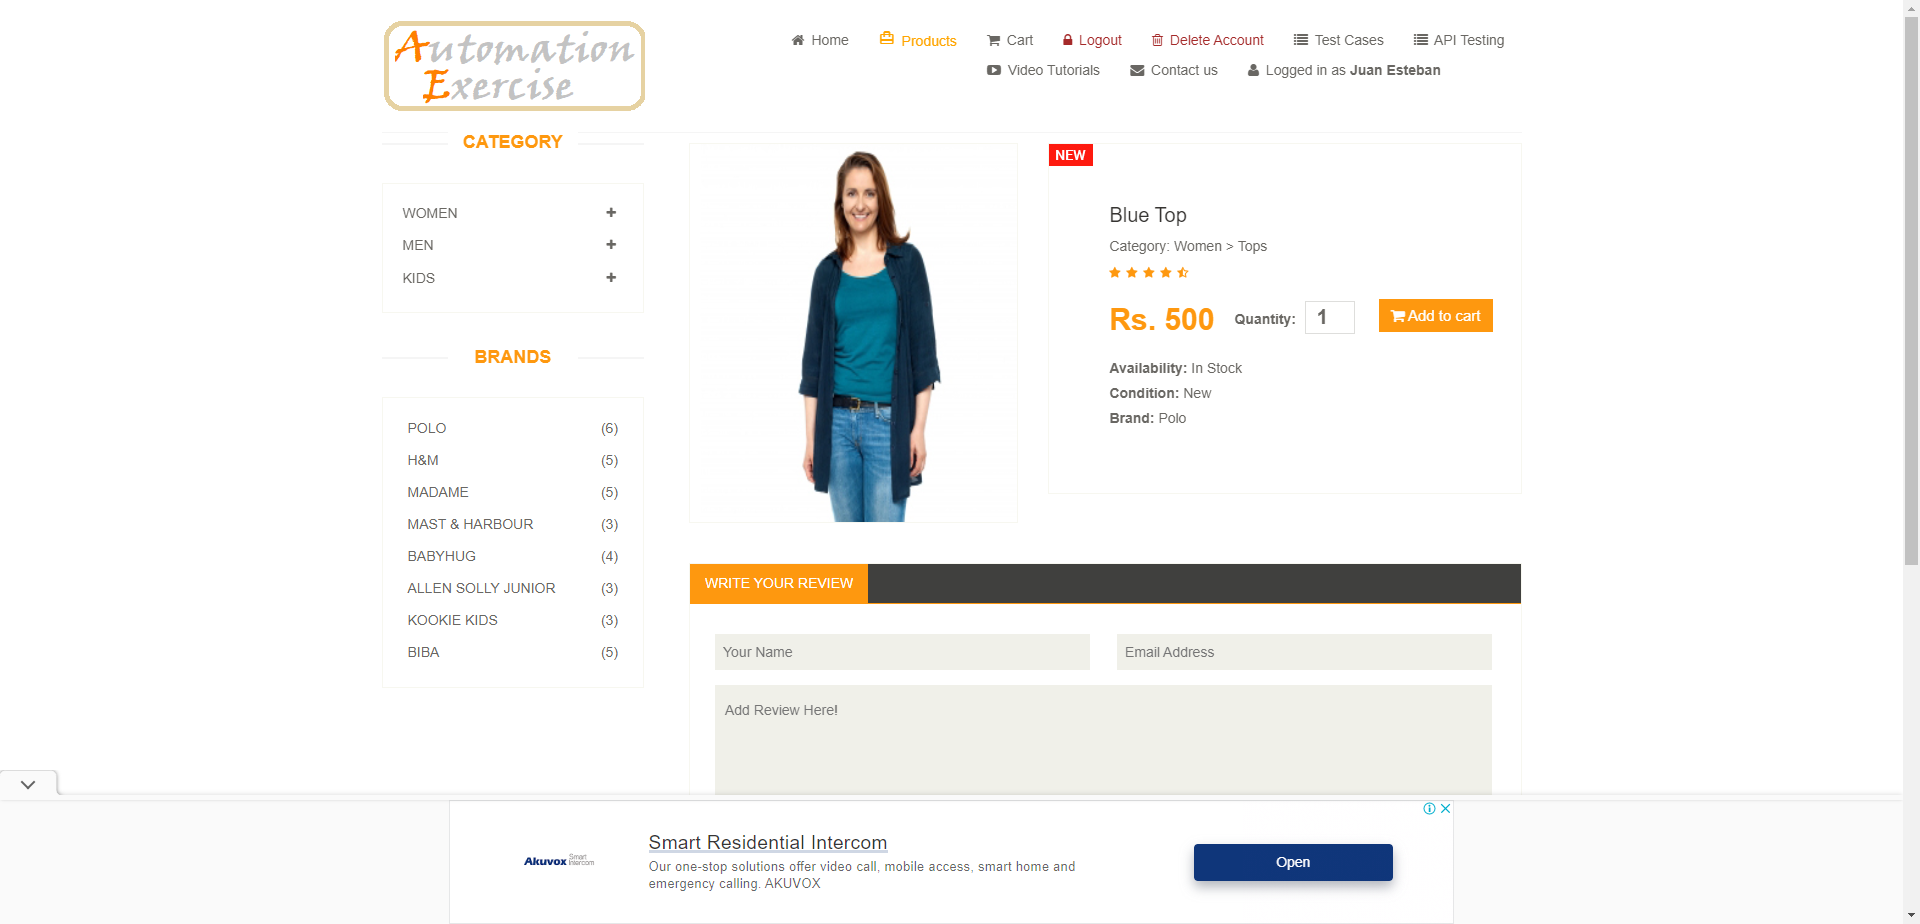 Automation
Exercise
Home
Products
Cart
Logout
Delete Account
Test Cases
API Testing
Video Tutorials
Contact us
Logged in as Juan Esteban
CATEGORY
WOMEN
MEN
KIDS
BRANDS
POLO (6)
H&M (5)
MADAME (5)
MAST & HARBOUR (3)
BABYHUG (4)
ALLEN SOLLY JUNIOR (3)
KOOKIE KIDS (3)
BIBA (5)
NEW
Blue Top
Category: Women > Tops
Rs. 500 Quantity: 1 Add to cart
Availability: In Stock
Condition: New
Brand: Polo
WRITE YOUR REVIEW
Your Name
Email Address
Add Review Here!
Akuvox Smart Intercom
Smart Residential Intercom
Our one-stop solutions offer video call, mobile access, smart home and
emergency calling. AKUVOX
Open